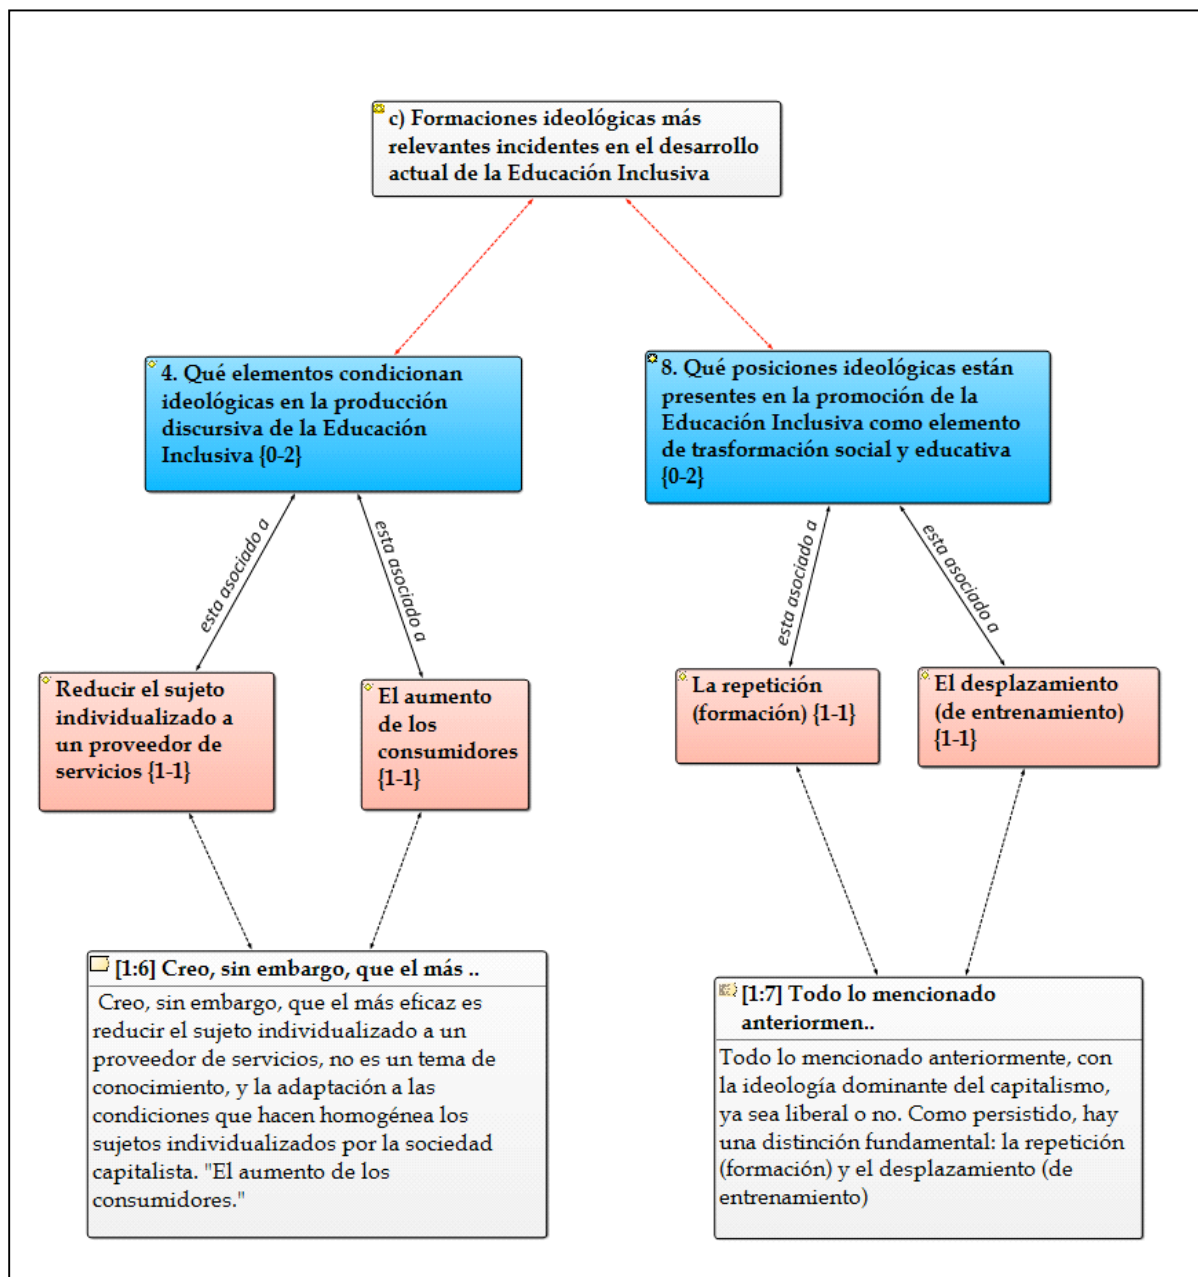 c) Formaciones ideológicas más
relevantes incidentes en el desarrollo
actual de la Educación Inclusiva
4. Qué elementos condicionan
ideológicas en la producción
discursiva de la Educación
Inclusiva {0-2}
8. Qué posiciones ideológicas están
presentes en la promoción de la
Educación Inclusiva como elemento
de trasformación social y educativa
{0-2}
esta asociado a
esta asociado a
esta asociado a
esta asociado a
Reducir el sujeto
individualizado a
un proveedor de
servicios {1-1}
El aumento
de los
consumidores
{1-1}
La repetición
(formación) {1-1}
El desplazamiento
(de entrenamiento)
{1-1}
[1:6] Creo, sin embargo, que el más ..
Creo, sin embargo, que el más eficaz es
reducir el sujeto individualizado a un
proveedor de servicios, no es un tema de
conocimiento, y la adaptación a las
condiciones que hacen homogénea los
sujetos individualizados por la sociedad
capitalista. "El aumento de los
consumidores."
[1:7] Todo lo mencionado
anteriormen..
Todo lo mencionado anteriormente, con
la ideología dominante del capitalismo,
ya sea liberal o no. Como persistido, hay
una distinción fundamental: la repetición
(formación) y el desplazamiento (de
entrenamiento)